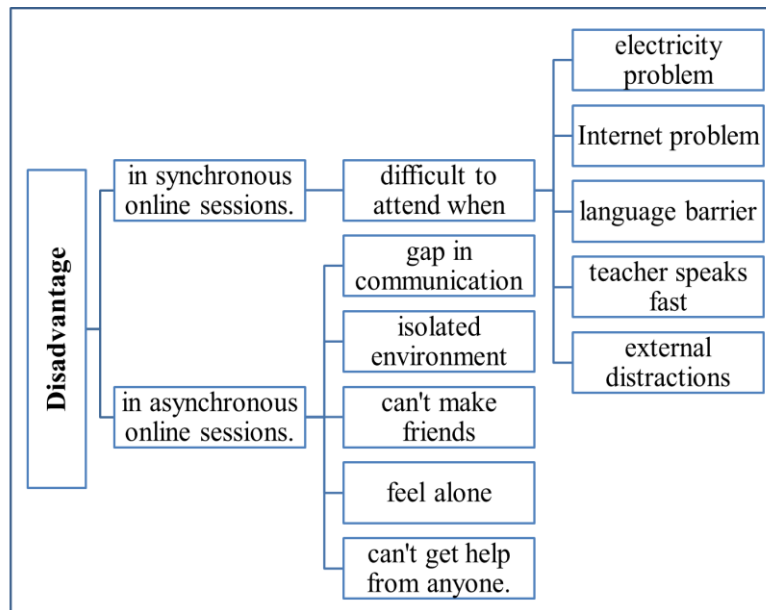 Disadvantage
in synchronous
online sessions.
difficult to
attend when
electricity
problem
Internet problem
language barrier
teacher speaks
fast
external
distractions
in asynchronous
online sessions.
gap in
communication
isolated
environment
can't make
friends
feel alone
can't get help
from anyone.